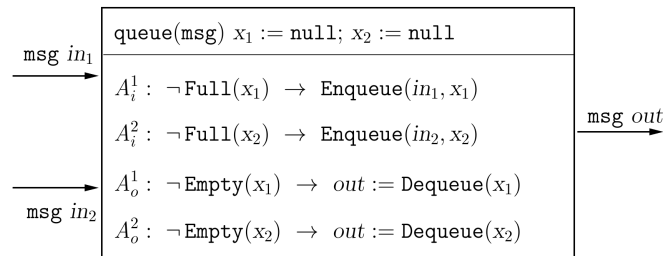 queue(msg) x₁ := null; x₂ := null
msg in₁
A¹ᵢ : ¬Full(x₁) → Enqueue(in₁, x₁)
A²ᵢ : ¬Full(x₂) → Enqueue(in₂, x₂)
msg out
A¹ₒ : ¬Empty(x₁) → out := Dequeue(x₁)
msg in₂
A²ₒ : ¬Empty(x₂) → out := Dequeue(x₂)